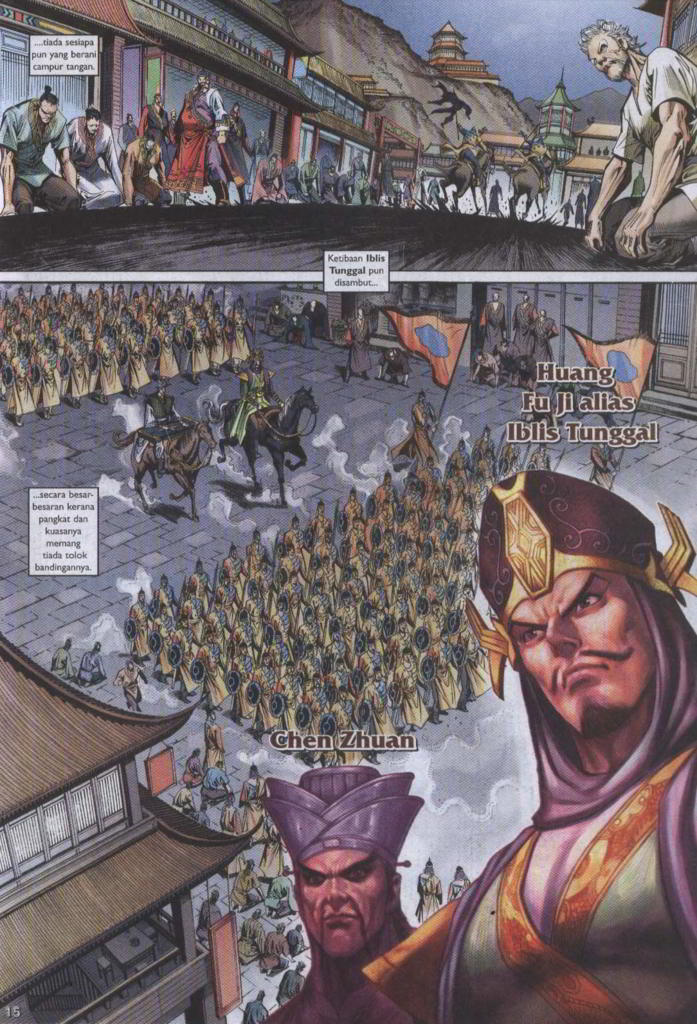 ....tiada sesiapa
pun yang berani
campur tangan.
Ketibaan Iblis
Tunggal pun
disambut...
Huang
Fu Ji alias
Iblis Tunggal
...secara besar-
besaran kerana
pangkat dan
kuasanya
memang
tiada tolok
bandingannya.
Chen Zhuan
15